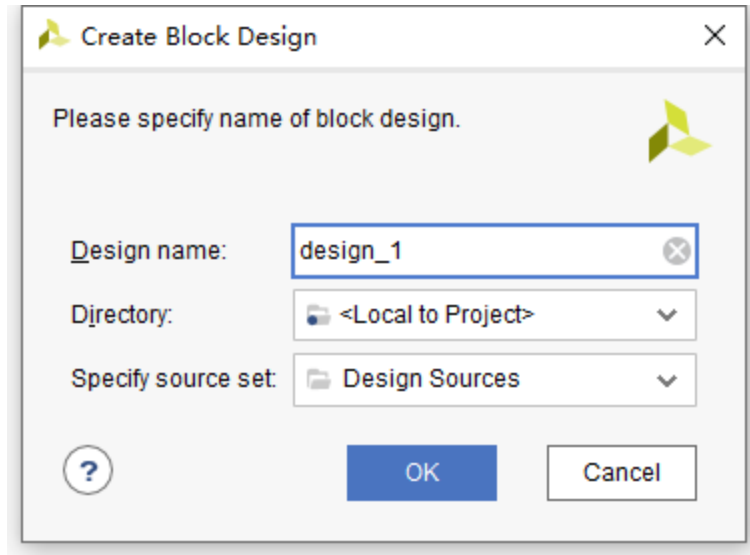 Create Block Design
Please specify name of block design.
Design name: design_1
Directory: <Local to Project>
Specify source set: Design Sources
? OK Cancel